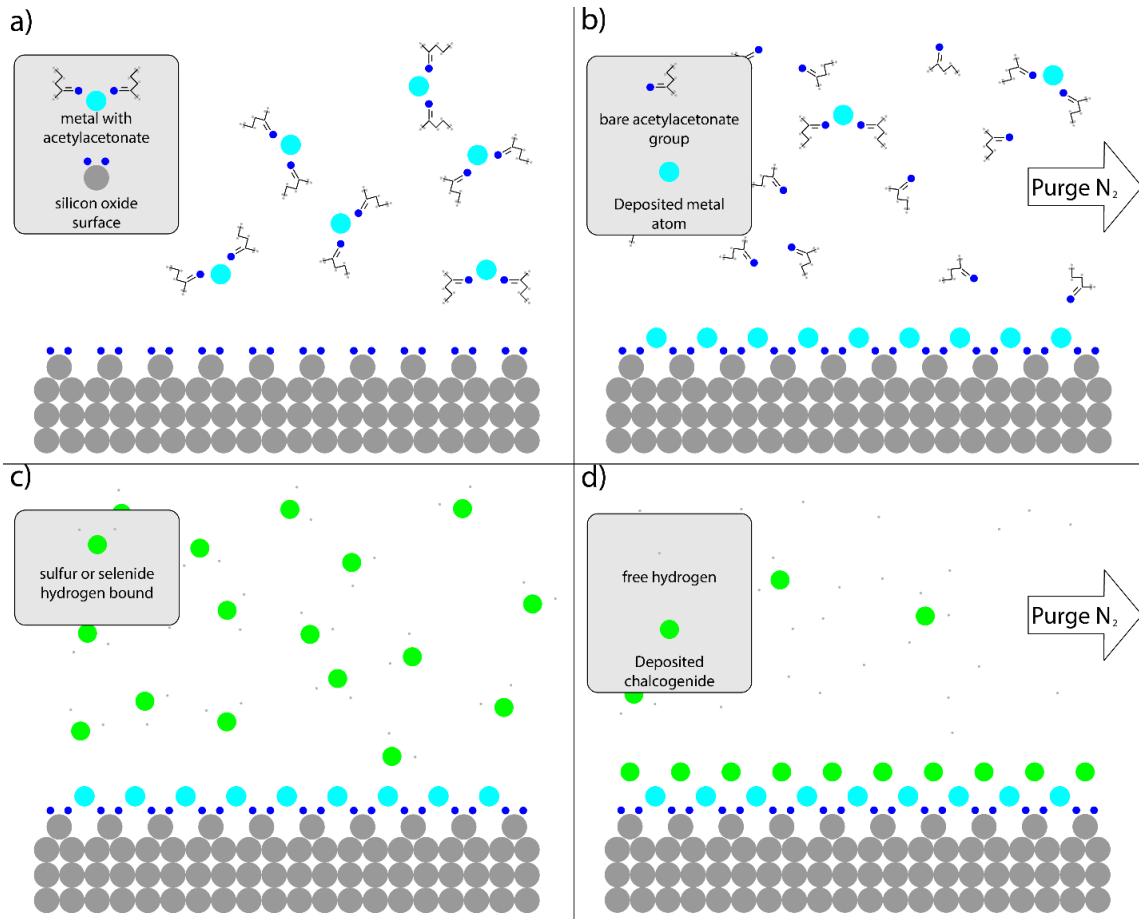 a)
metal with
acetylacetonate
silicon oxide
surface
b)
bare acetylacetonate
group
Deposited metal
atom
Purge N₂
c)
sulfur or selenide
hydrogen bound
d)
free hydrogen
Deposited
chalcogenide
Purge N₂